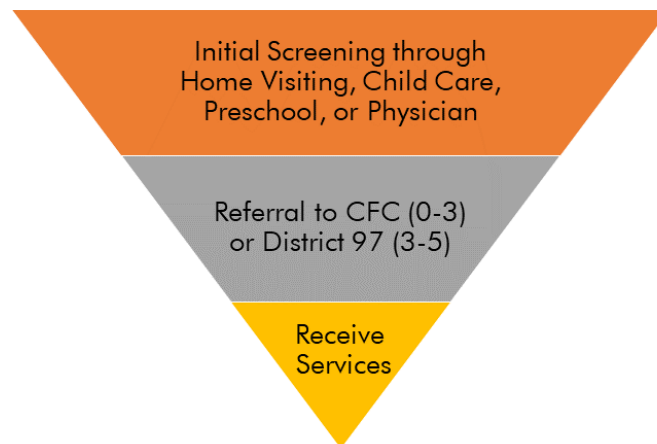 Initial Screening through
Home Visiting, Child Care,
Preschool, or Physician
Referral to CFC (0-3)
or District 97 (3-5)
Receive
Services